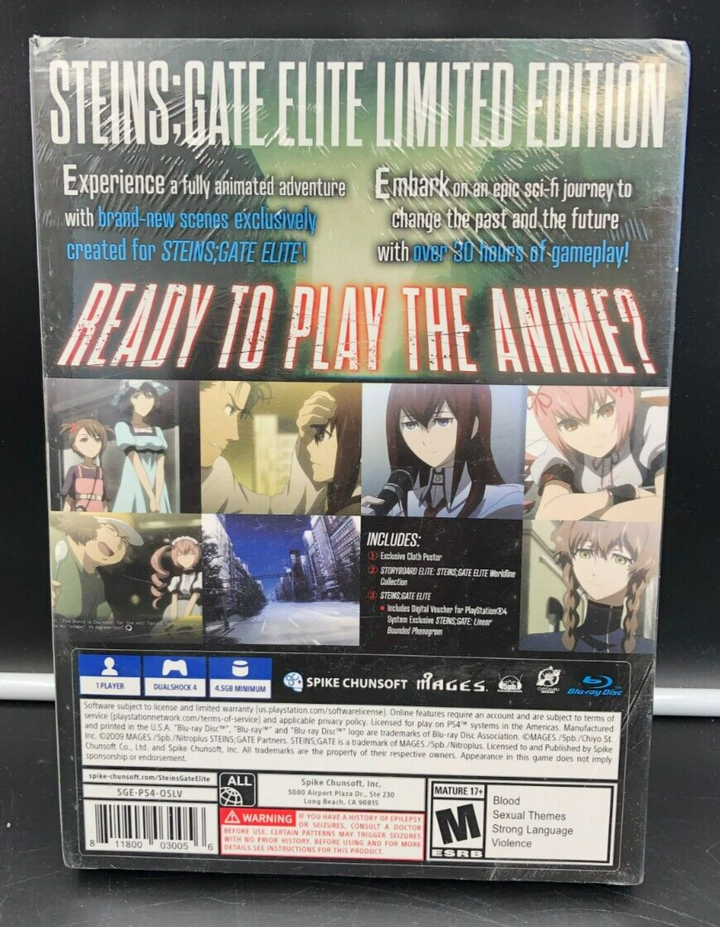 STEINS;GATE ELITE LIMITED EDITION
Experience a fully animated adventure
with brand-new scenes exclusively
created for STEINS;GATE ELITE!
Embark on an epic sci-fi journey to
change the past and the future
with over 30 hours of gameplay!
READY TO PLAY THE ANIME?
INCLUDES:
1 Exclusive Cloth Poster
2 STORYBOARD ELITE: STEINS;GATE ELITE Worldline
Collection
3 STEINS;GATE ELITE
• Includes Digital Voucher for PlayStation®4
System Exclusive STEINS;GATE: Linear
Bounded Phenogram
1 PLAYER
DUALSHOCK 4
4.5GB MINIMUM
SPIKE CHUNSOFT
MAGES.
Blu-ray Disc
Software subject to license and limited warranty (us.playstation.com/softwarelicense). Online features require an account and are subject to terms of
service (playstationnetwork.com/terms-of-service) and applicable privacy policy. Licensed for play on PS4™ systems in the Americas. Manufactured
and printed in the U.S.A. "Blu-ray Disc™", "Blu-ray™" and "Blu-ray Disc™" logo are trademarks of Blu-ray Disc Association. ©MAGES./5pb./Chiyo St.
Inc. ©2009 MAGES./5pb./Nitroplus STEINS;GATE Partners. STEINS;GATE is a trademark of MAGES./5pb./Nitroplus. Licensed to and Published by Spike
Chunsoft Co., Ltd. and Spike Chunsoft, Inc. All trademarks are the property of their respective owners. Appearance in this game does not imply
sponsorship or endorsement.
spike-chunsoft.com/SteinsGateElite
SGE-PS4-OSLV
8 11800 03005 6
ALL
Spike Chunsoft, Inc.
5000 Airport Plaza Dr., Ste 230
Long Beach, CA 90815
WARNING IF YOU HAVE A HISTORY OF EPILEPSY
OR SEIZURES, CONSULT A DOCTOR
BEFORE USE. CERTAIN PATTERNS MAY TRIGGER SEIZURES
WITH NO PRIOR HISTORY. BEFORE USING AND FOR MORE
DETAILS SEE INSTRUCTIONS FOR THIS PRODUCT.
MATURE 17+
M
ESRB
Blood
Sexual Themes
Strong Language
Violence